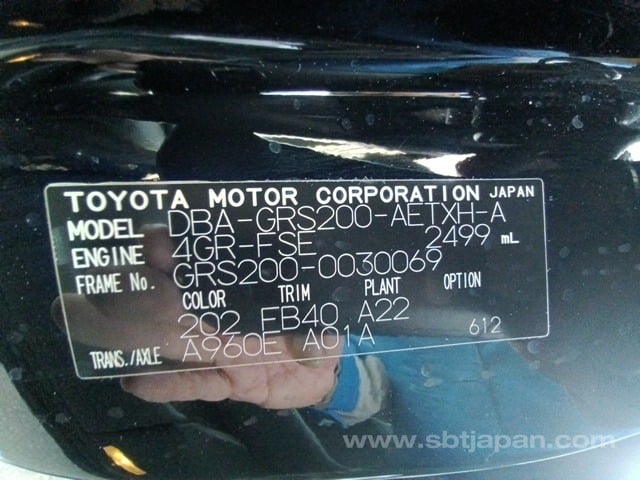 TOYOTA MOTOR CORPORATION JAPAN
MODEL DBA-GRS200-AETXH-A
ENGINE 4GR-FSE 2499 mL
FRAME No. GRS200-0030069
COLOR TRIM PLANT OPTION
202 FB40 A22
TRANS./AXLE A960E A01A 612
www.sbtjapan.com